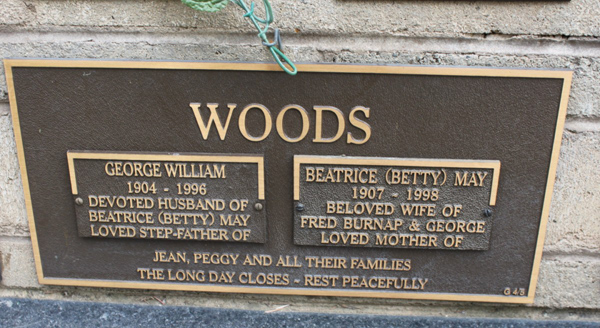 WOODS
GEORGE WILLIAM
1904 - 1996
DEVOTED HUSBAND OF
BEATRICE (BETTY) MAY
LOVED STEP-FATHER OF
BEATRICE (BETTY) MAY
1907 - 1998
BELOVED WIFE OF
FRED BURNAP & GEORGE
LOVED MOTHER OF
JEAN, PEGGY AND ALL THEIR FAMILIES
THE LONG DAY CLOSES - REST PEACEFULLY